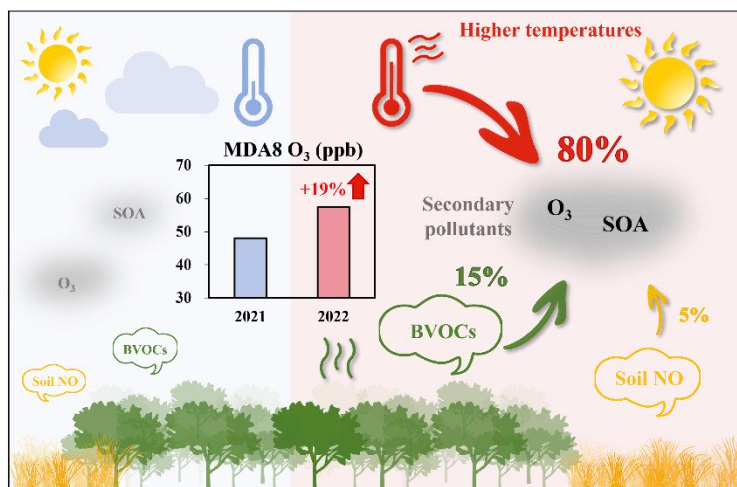 Higher temperatures
80%
MDA8 O₃ (ppb)
70
60
50
40
30
+19%
2021
2022
SOA
O₃
Secondary
pollutants
O₃
SOA
15%
BVOCs
BVOCs
5%
Soil NO
Soil NO